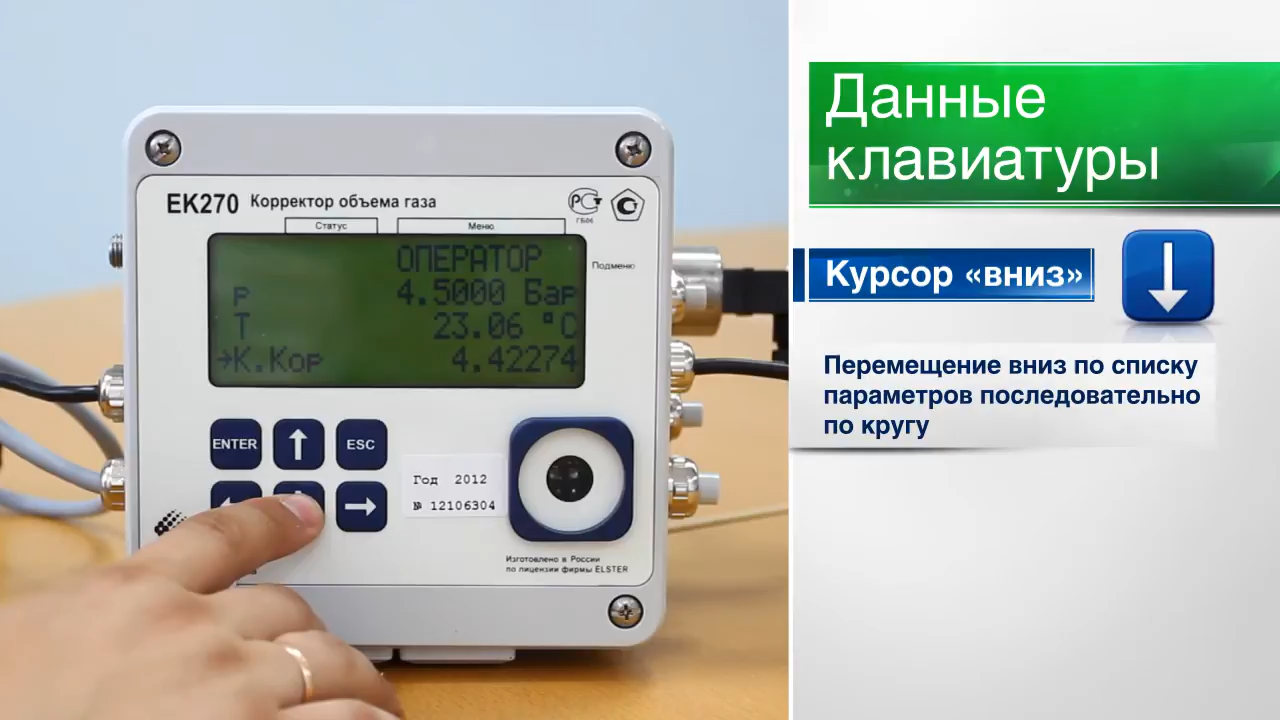 EK270 Корректор объема газа
РСТ
ГБ06
Статус
Меню
Подменю
ОПЕРАТОР
р 4.5000 Бар
Т 23.06 °С
→К.Кор 4.42274
ENTER
↑
ESC
→
Год 2012
№ 12106304
Изготовлено в России
по лицензии фирмы ELSTER
Данные
клавиатуры
Курсор «вниз»
↓
Перемещение вниз по списку
параметров последовательно
по кругу